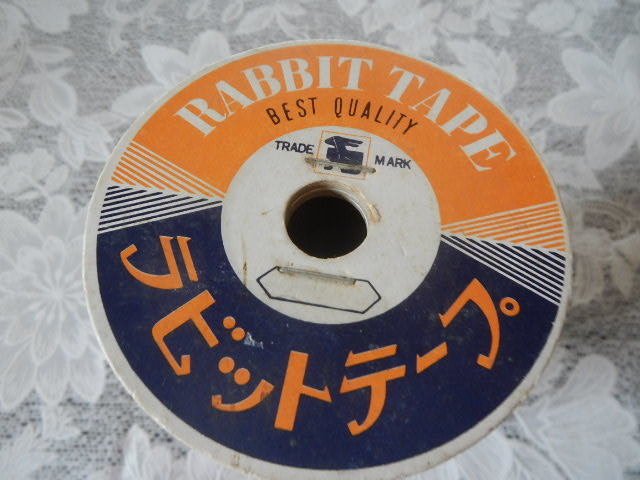 RABBIT TAPE
BEST QUALITY
TRADE MARK
ラビットテープ